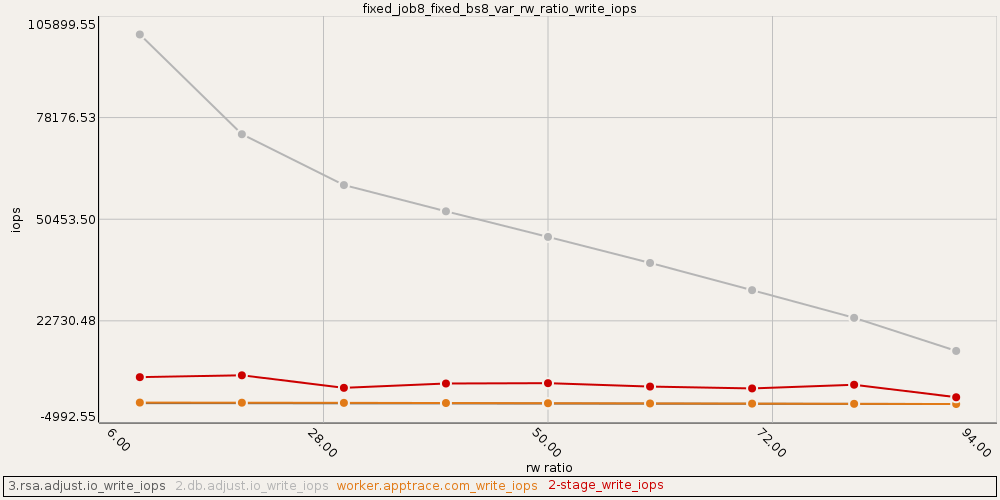 fixed_job8_fixed_bs8_var_rw_ratio_write_iops
105899.55
78176.53
50453.50
22730.48
-4992.55
iops
6.00 28.00 50.00 72.00 94.00
rw ratio
3.rsa.adjust.io_write_iops 2.db.adjust.io_write_iops worker.apptrace.com_write_iops 2-stage_write_iops